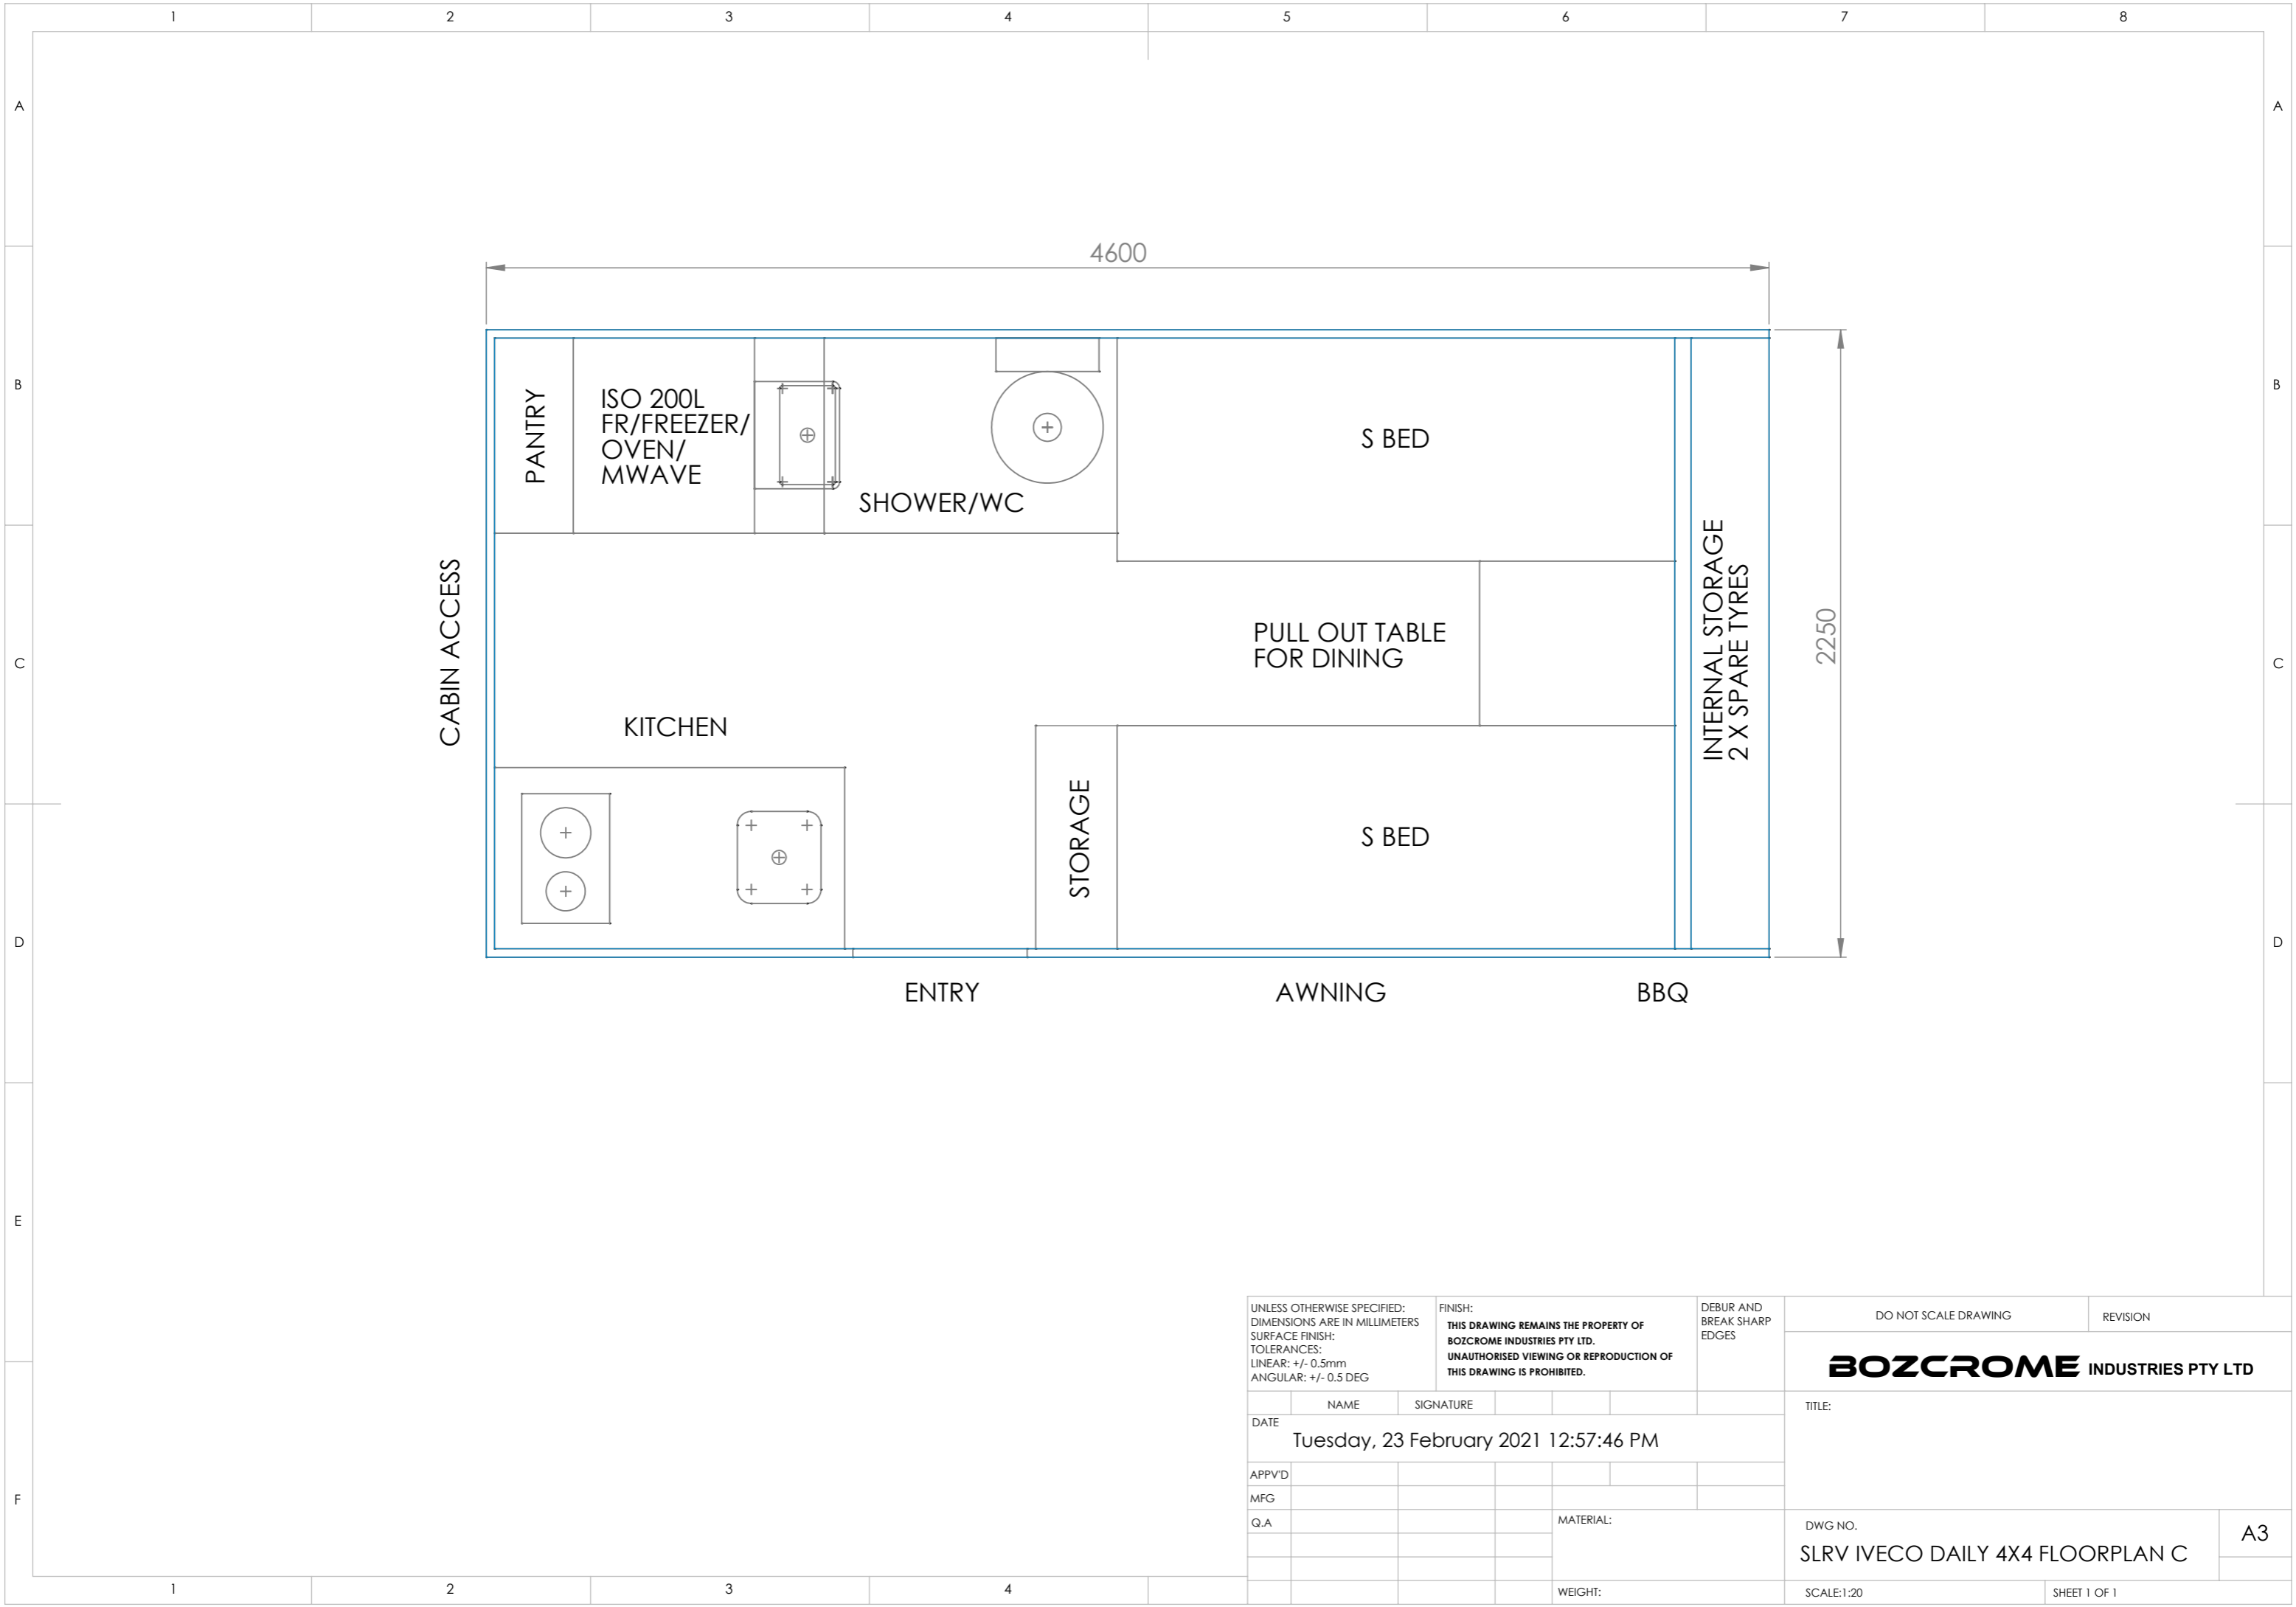 1 2 3 4 5 6 7 8
A A
4600
B B
PANTRY
ISO 200L
FR/FREEZER/
OVEN/
MWAVE
SHOWER/WC
S BED
CABIN ACCESS
PULL OUT TABLE
FOR DINING
INTERNAL STORAGE
2 X SPARE TYRES
2250
C C
KITCHEN
STORAGE
S BED
D D
ENTRY AWNING BBQ
E
F
UNLESS OTHERWISE SPECIFIED:
DIMENSIONS ARE IN MILLIMETERS
SURFACE FINISH:
TOLERANCES:
LINEAR: +/- 0.5mm
ANGULAR: +/- 0.5 DEG
FINISH:
THIS DRAWING REMAINS THE PROPERTY OF
BOZCROME INDUSTRIES PTY LTD.
UNAUTHORISED VIEWING OR REPRODUCTION OF
THIS DRAWING IS PROHIBITED.
DEBUR AND
BREAK SHARP
EDGES
DO NOT SCALE DRAWING
REVISION
BOZCROME INDUSTRIES PTY LTD
NAME SIGNATURE
TITLE:
DATE
Tuesday, 23 February 2021 12:57:46 PM
APPV'D
MFG
Q.A
MATERIAL:
DWG NO.
SLRV IVECO DAILY 4X4 FLOORPLAN C
A3
WEIGHT:
SCALE:1:20
SHEET 1 OF 1
1 2 3 4